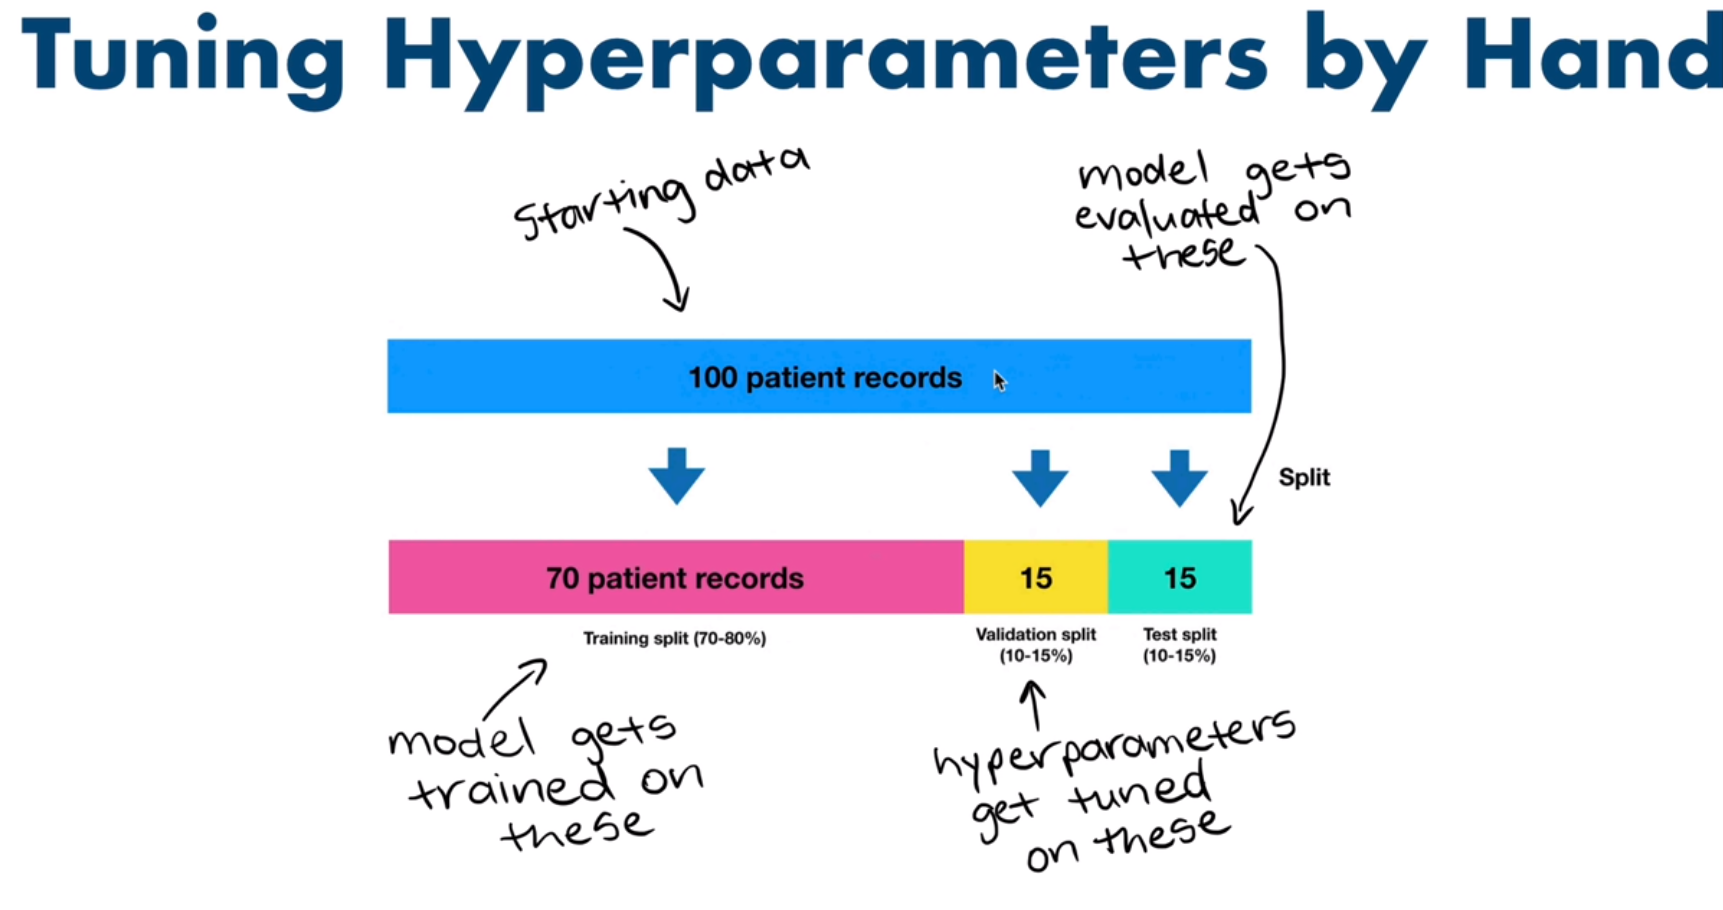 Tuning Hyperparameters by Hand
starting data
model gets
evaluated on
these
100 patient records
Split
70 patient records
15
15
Training split (70-80%)
Validation split
(10-15%)
Test split
(10-15%)
model gets
trained on
these
hyperparameters
get tuned
on these